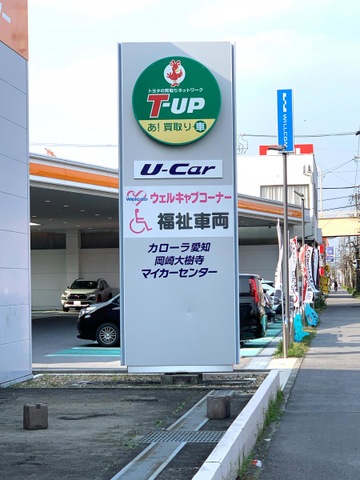 トヨタの買取りネットワーク
T-UP
あ！買取り車
U-Car
Welcab
ウェルキャブコーナー
福祉車両
カローラ愛知
岡崎大樹寺
マイカーセンター
WILLCOM